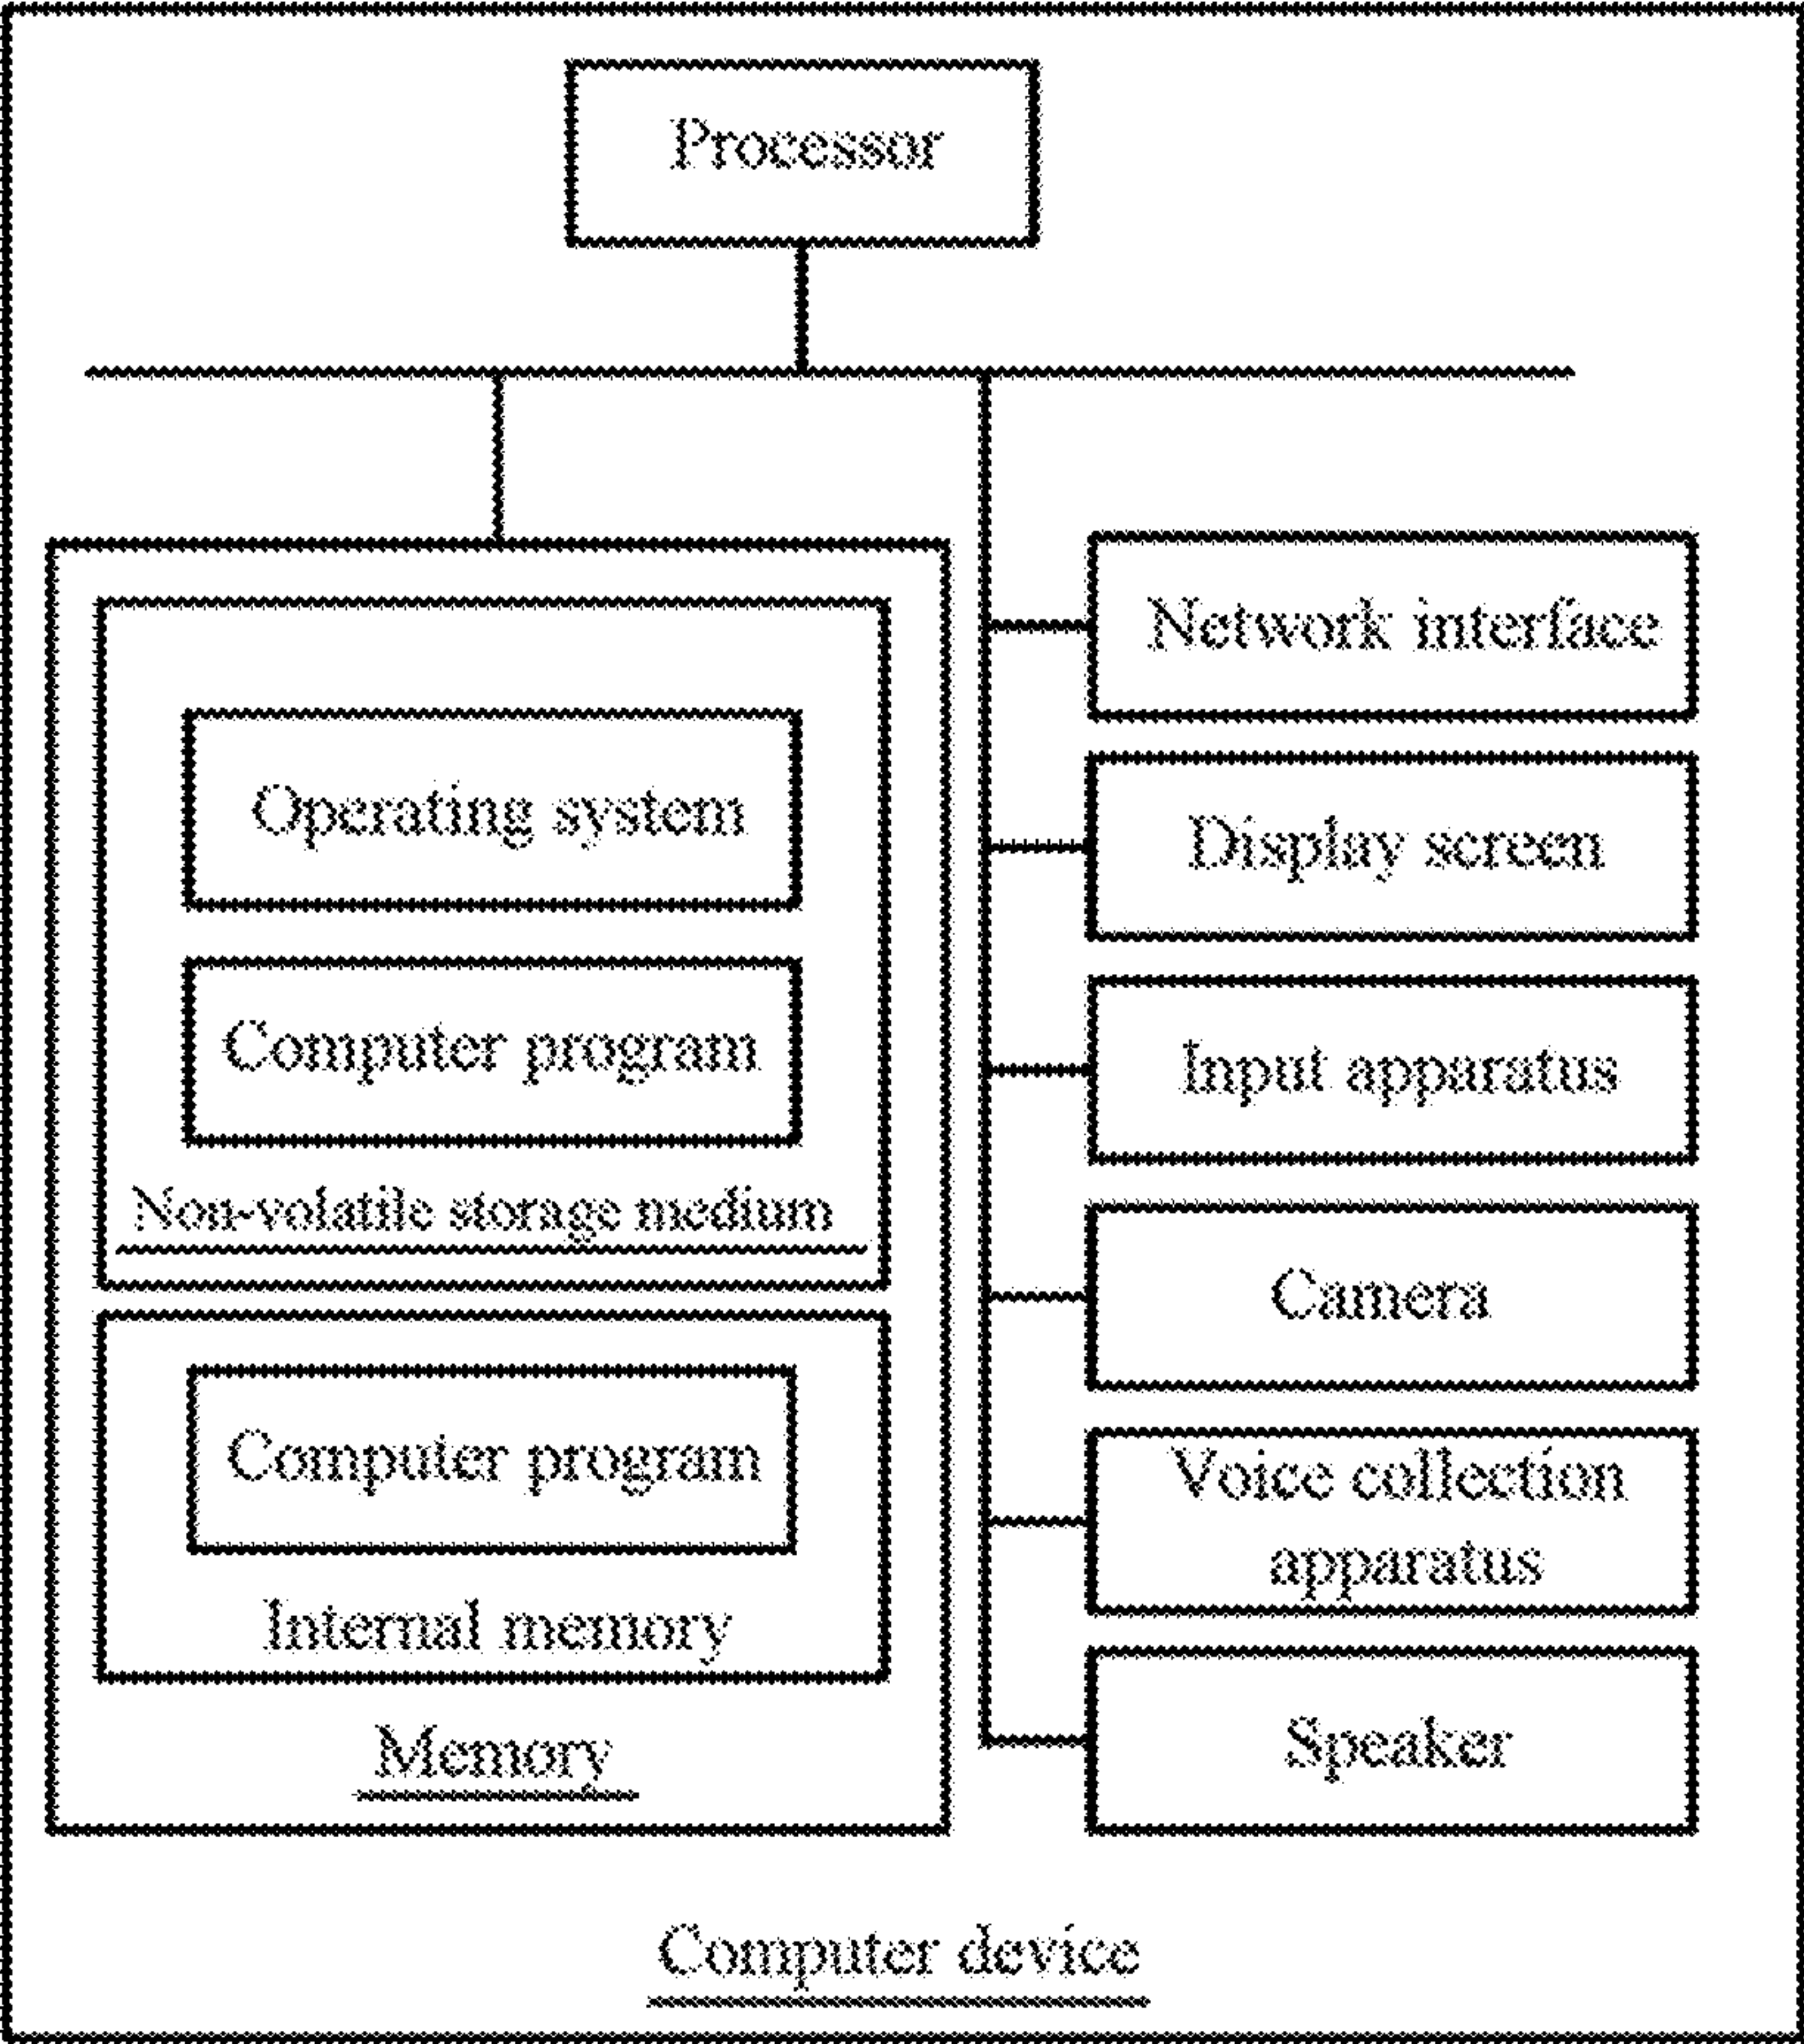 Processor
Operating system
Computer program
Non-volatile storage medium
Computer program
Internal memory
Memory
Network interface
Display screen
Input apparatus
Camera
Voice collection
apparatus
Speaker
Computer device